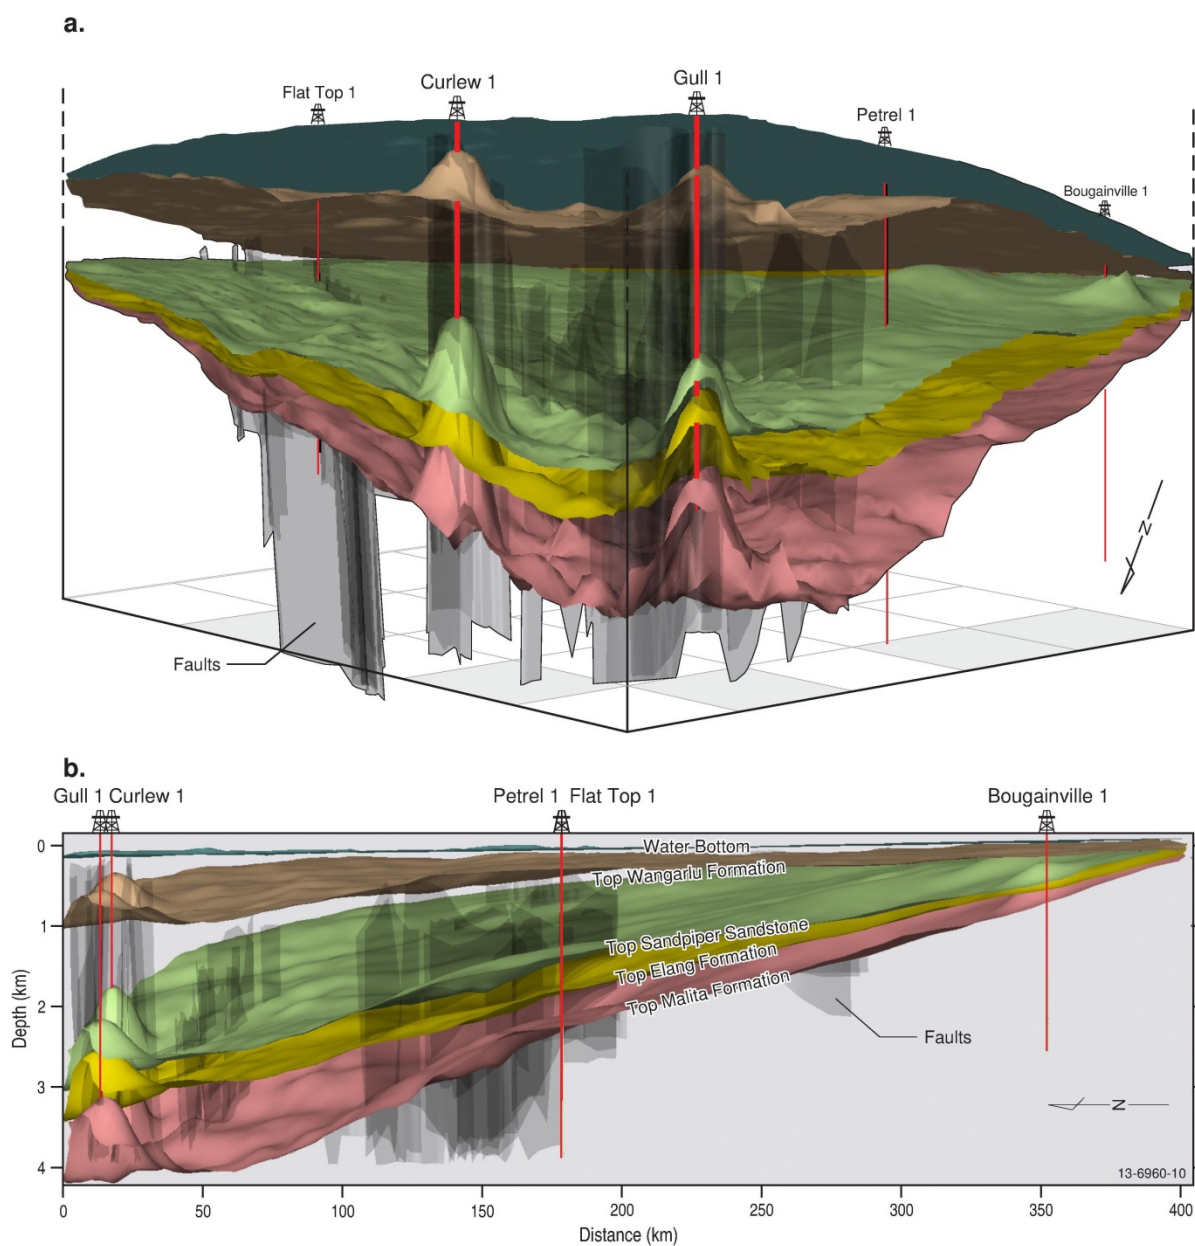 a.
Flat Top 1
Curlew 1
Gull 1
Petrel 1
Bougainville 1
N
Faults
b.
Gull 1 Curlew 1
Petrel 1 Flat Top 1
Bougainville 1
0
Water Bottom
Top Wangarlu Formation
1
Top Sandpiper Sandstone
Top Elang Formation
Top Malita Formation
2
Depth (km)
Faults
3
N
4
13-6960-10
0 50 100 150 200 250 300 350 400
Distance (km)